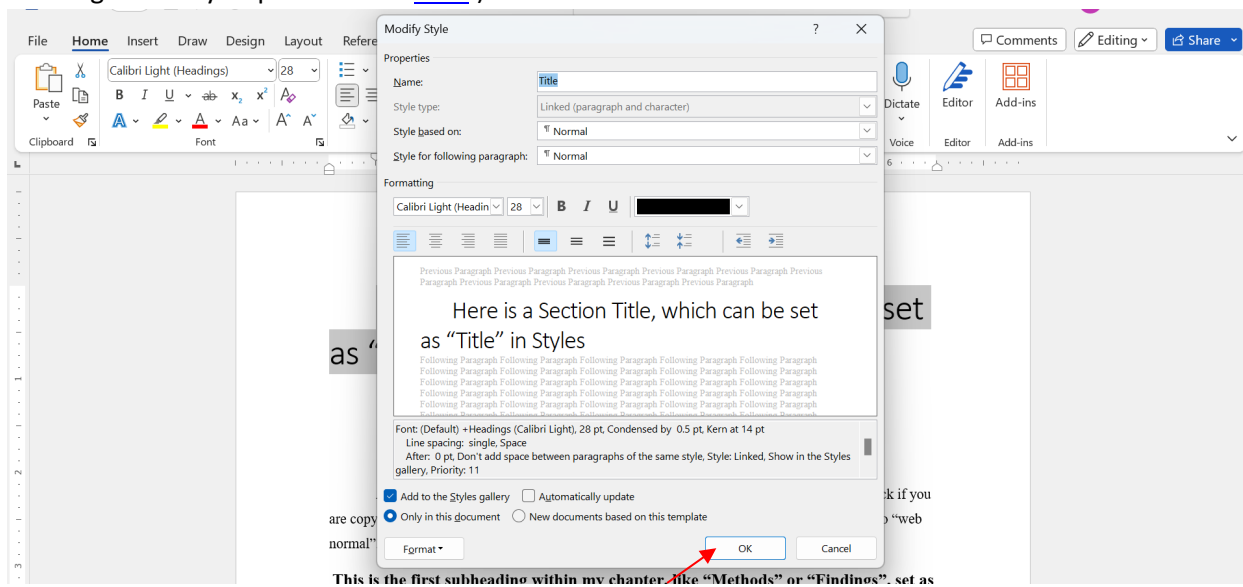 Modify Style
?
File Home Insert Draw Design Layout Refere
Comments Editing Share
Paste
Clipboard
Calibri Light (Headings) 28
B I U ab x₂ x² A
A A Aa A^ A˅
Font
Dictate
Voice
Editor
Editor
Add-ins
Add-ins
Properties
Name: Title
Style type: Linked (paragraph and character)
Style based on: ¶ Normal
Style for following paragraph: ¶ Normal
Formatting
Calibri Light (Headin 28 B I U
Previous Paragraph Previous Paragraph Previous Paragraph Previous Paragraph Previous Paragraph Previous
Paragraph Previous Paragraph Previous Paragraph Previous Paragraph Previous Paragraph
Here is a Section Title, which can be set
as “Title” in Styles
Following Paragraph Following Paragraph Following Paragraph Following Paragraph Following Paragraph
Following Paragraph Following Paragraph Following Paragraph Following Paragraph Following Paragraph
Following Paragraph Following Paragraph Following Paragraph Following Paragraph Following Paragraph
Following Paragraph Following Paragraph Following Paragraph Following Paragraph Following Paragraph
Following Paragraph Following Paragraph Following Paragraph Following Paragraph Following Paragraph
Font: (Default) +Headings (Calibri Light), 28 pt, Condensed by 0.5 pt, Kern at 14 pt
Line spacing: single, Space
After: 0 pt, Don't add space between paragraphs of the same style, Style: Linked, Show in the Styles
gallery, Priority: 11
Add to the Styles gallery Automatically update
Only in this document New documents based on this template
Format OK Cancel
6
1
2
3
set
as “
if you
are copy
“web
normal”
This is the first subheading within my chapter, like “Methods” or “Findings”, set as